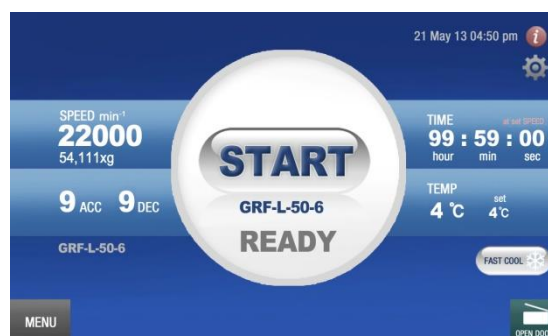 21 May 13 04:50 pm
SPEED min⁻¹
22000
54,111xg
9 ACC 9 DEC
GRF-L-50-6
START
GRF-L-50-6
READY
TIME at set SPEED
99 : 59 : 00
hour min sec
TEMP set
4 ℃ 4℃
FAST COOL
MENU
OPEN